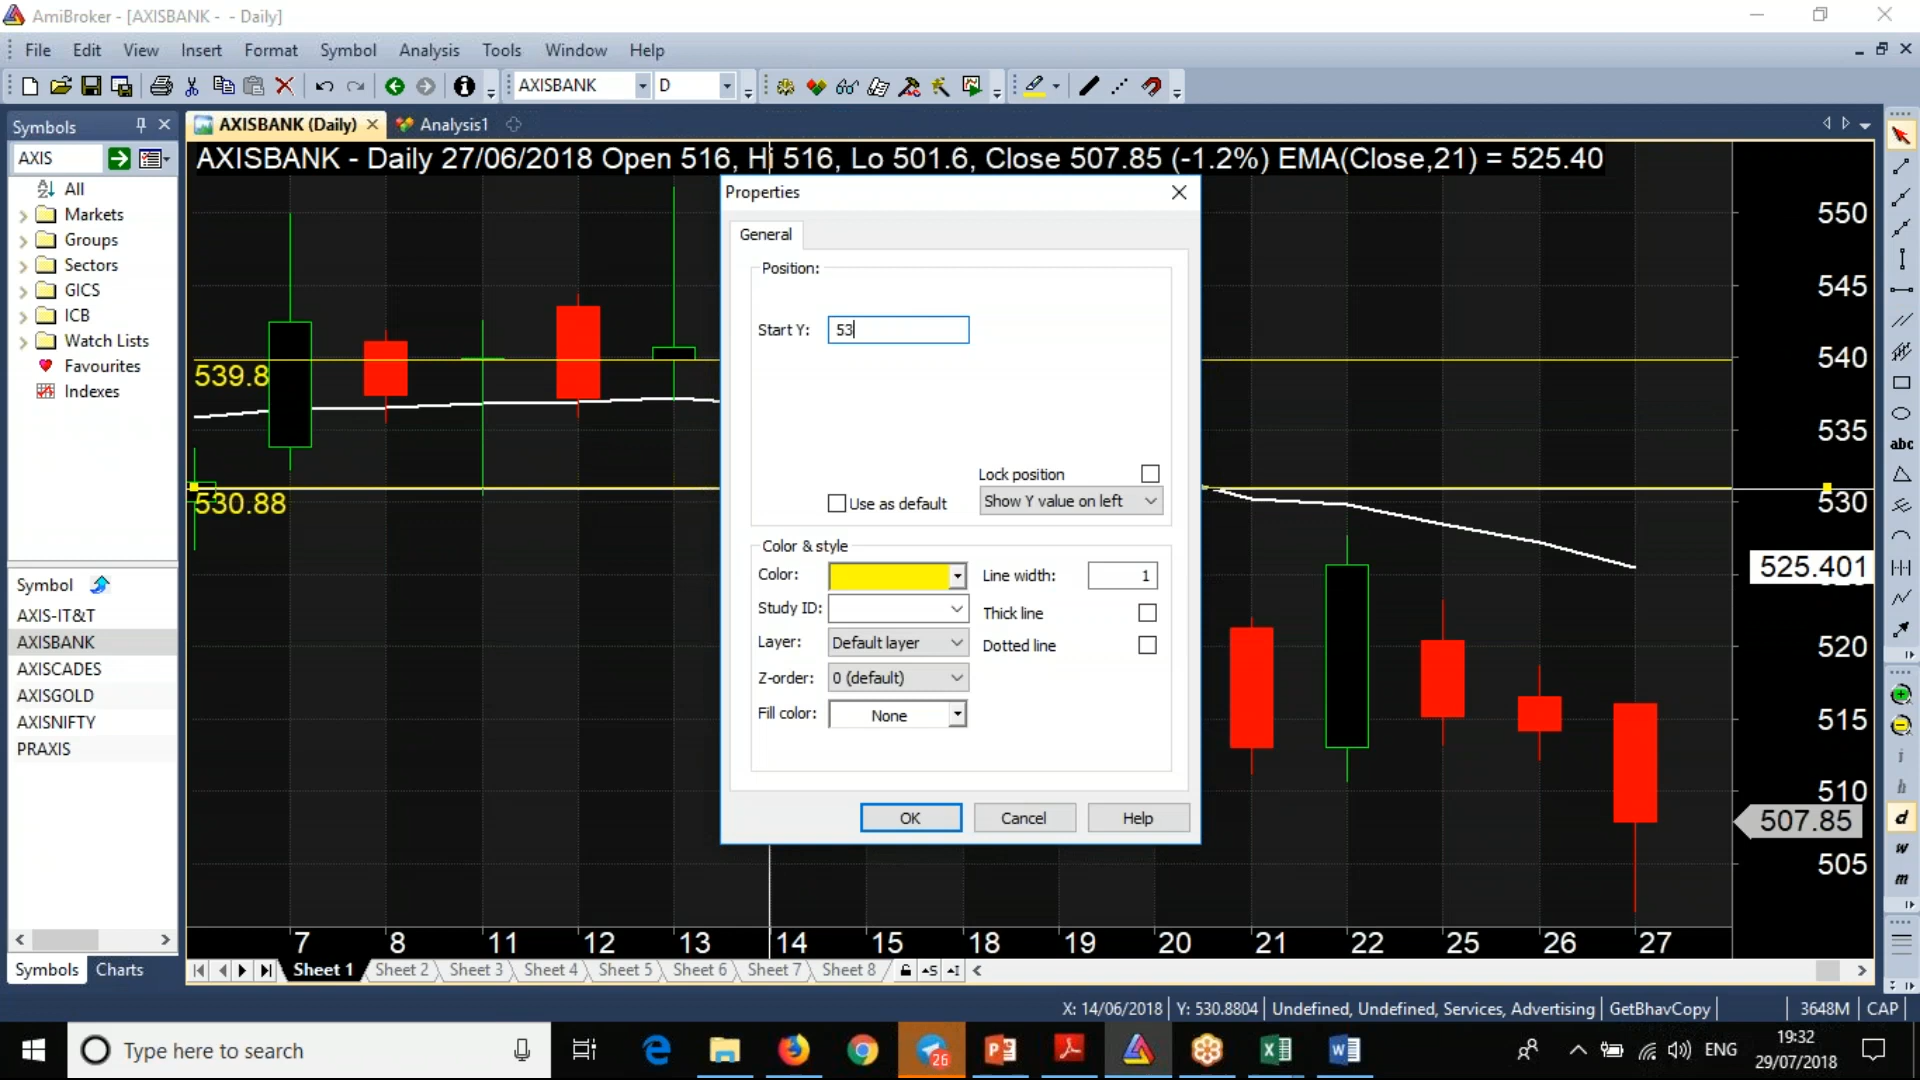 AmiBroker - [AXISBANK - - Daily]
File Edit View Insert Format Symbol Analysis Tools Window Help
AXISBANK D
Symbols
AXISBANK (Daily) Analysis1
AXIS
AXISBANK - Daily 27/06/2018 Open 516, Hi 516, Lo 501.6, Close 507.85 (-1.2%) EMA(Close,21) = 525.40
All
Markets
Groups
Sectors
GICS
ICB
Watch Lists
Favourites
Indexes
Symbol
AXIS-IT&T
AXISBANK
AXISCADES
AXISGOLD
AXISNIFTY
PRAXIS
Symbols Charts
539.8
530.88
Properties
General
Position:
Start Y: 53
Lock position
Use as default Show Y value on left
Color & style
Color: Line width: 1
Study ID: Thick line
Layer: Default layer Dotted line
Z-order: 0 (default)
Fill color: None
OK Cancel Help
550
545
540
535
530
525.401
520
515
510
507.85
505
abc
i
h
d
w
m
7 8 11 12 13 14 15 18 19 20 21 22 25 26 27
Sheet 1 Sheet 2 Sheet 3 Sheet 4 Sheet 5 Sheet 6 Sheet 7 Sheet 8
X: 14/06/2018 Y: 530.8804 Undefined, Undefined, Services, Advertising GetBhavCopy 3648M CAP
Type here to search
26
ENG
19:32
29/07/2018